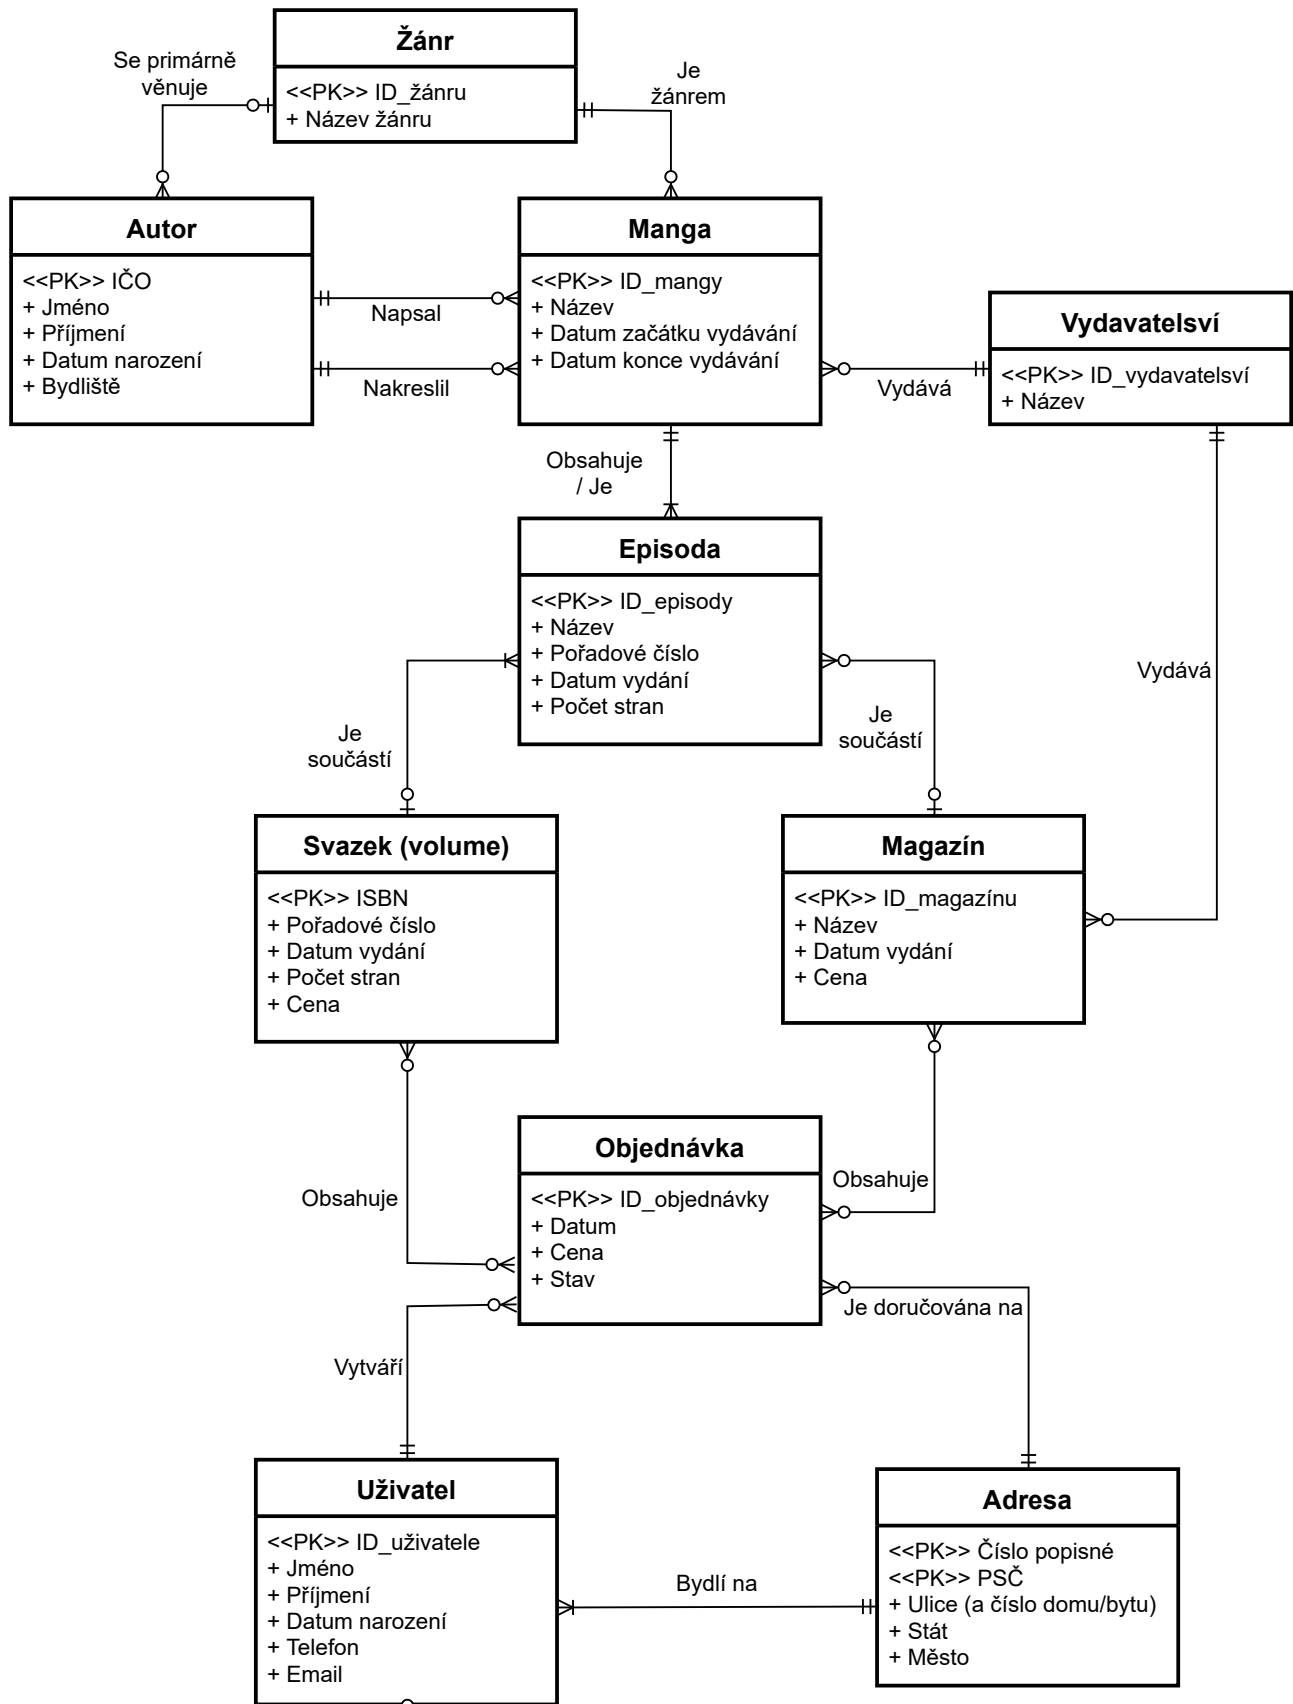 Žánr
<<PK>> ID_žánru
+ Název žánru
Se primárně
věnuje
Je
žánrem
Autor
<<PK>> IČO
+ Jméno
+ Příjmení
+ Datum narození
+ Bydliště
Napsal
Nakreslil
Manga
<<PK>> ID_mangy
+ Název
+ Datum začátku vydávání
+ Datum konce vydávání
Vydává
Vydavatelsví
<<PK>> ID_vydavatelsví
+ Název
Obsahuje
/ Je
Episoda
<<PK>> ID_episody
+ Název
+ Pořadové číslo
+ Datum vydání
+ Počet stran
Vydává
Je
součástí
Je
součástí
Svazek (volume)
<<PK>> ISBN
+ Pořadové číslo
+ Datum vydání
+ Počet stran
+ Cena
Magazín
<<PK>> ID_magazínu
+ Název
+ Datum vydání
+ Cena
Obsahuje
Objednávka
<<PK>> ID_objednávky
+ Datum
+ Cena
+ Stav
Obsahuje
Je doručována na
Vytváří
Uživatel
<<PK>> ID_uživatele
+ Jméno
+ Příjmení
+ Datum narození
+ Telefon
+ Email
Bydlí na
Adresa
<<PK>> Číslo popisné
<<PK>> PSČ
+ Ulice (a číslo domu/bytu)
+ Stát
+ Město